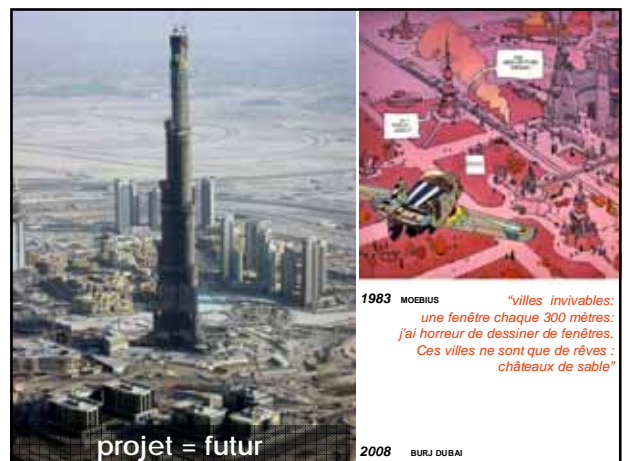 projet = futur
1983 MOEBIUS
"villes invivables:
une fenêtre chaque 300 mètres:
j'ai horreur de dessiner de fenêtres.
Ces villes ne sont que de rêves :
châteaux de sable"
2008 BURJ DUBAI